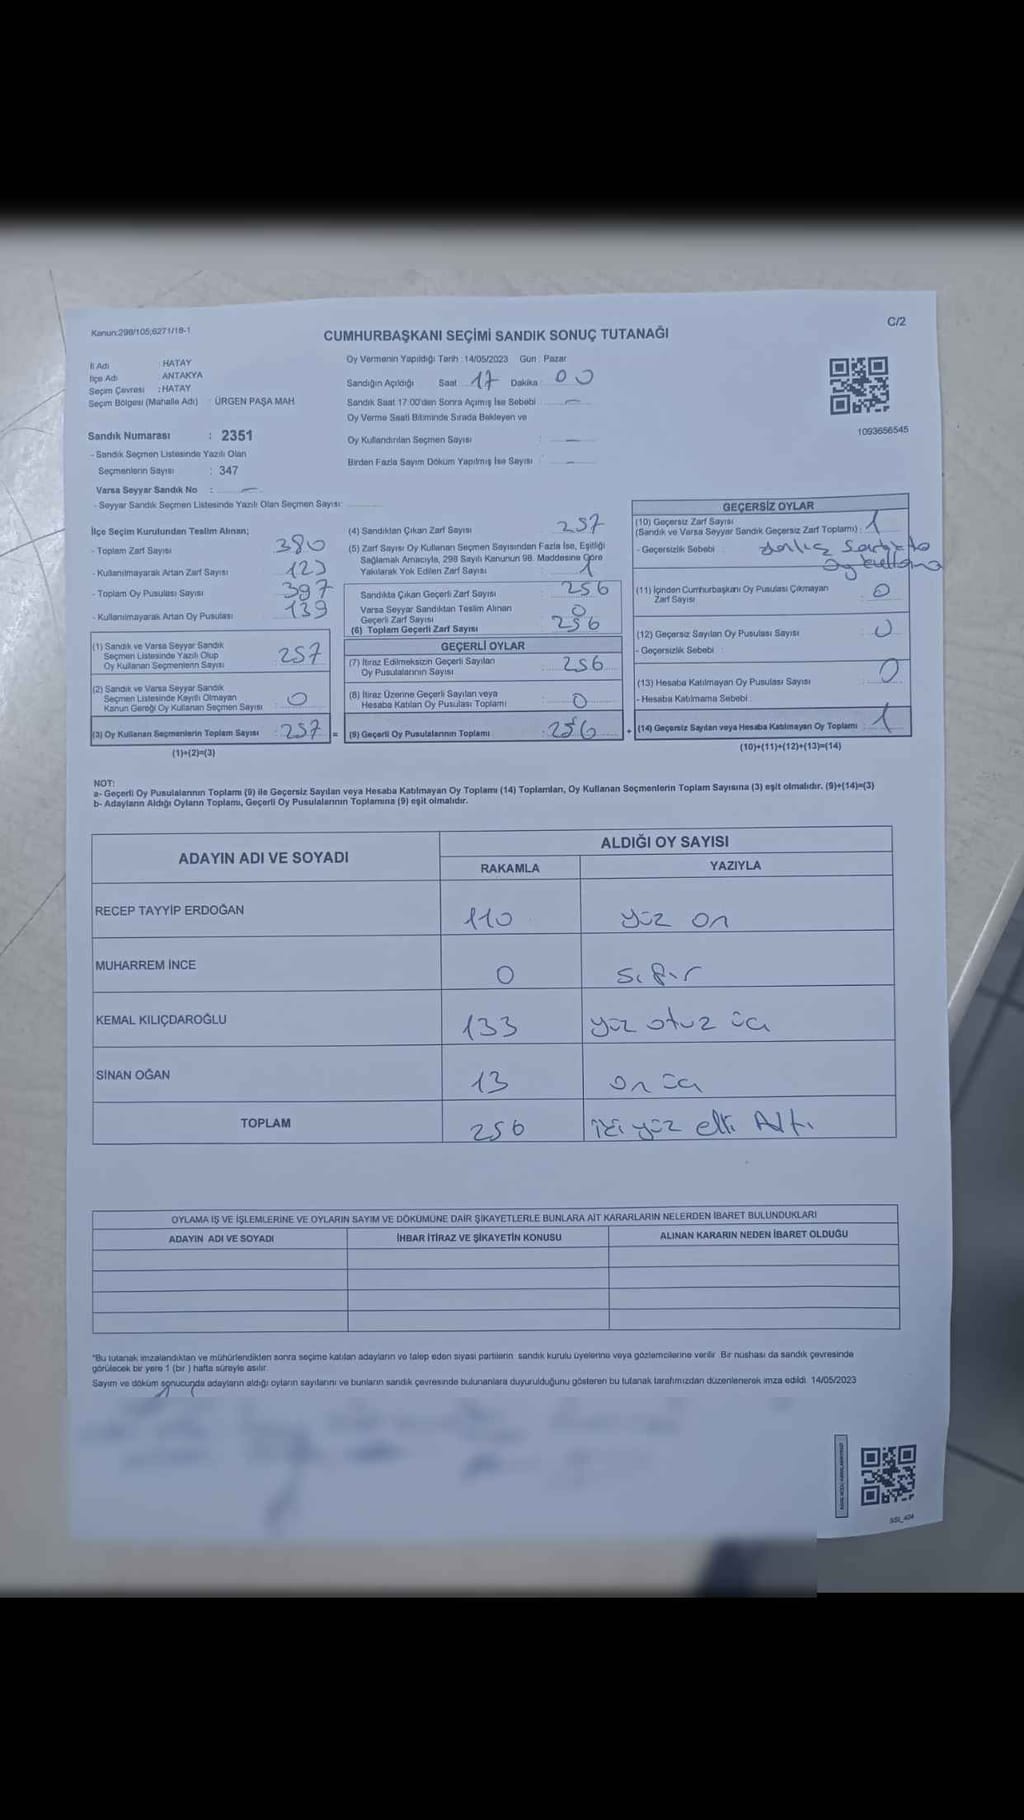 Kanun:298/105;6271/18-1
C/2
CUMHURBAŞKANI SEÇİMİ SANDIK SONUÇ TUTANAĞI
İl Adı : HATAY
İlçe Adı : ANTAKYA
Seçim Çevresi : HATAY
Seçim Bölgesi (Mahalle Adı) : ÜRGEN PAŞA MAH
Sandık Numarası : 2351
- Sandık Seçmen Listesinde Yazılı Olan
Seçmenlerin Sayısı : 347
Varsa Seyyar Sandık No : —
- Seyyar Sandık Seçmen Listesinde Yazılı Olan Seçmen Sayısı:
Oy Vermenin Yapıldığı Tarih : 14/05/2023 Gün : Pazar
Sandığın Açıldığı Saat 17 Dakika 00
Sandık Saat 17:00'den Sonra Açımış İse Sebebi : —
Oy Verme Saati Bitiminde Sırada Bekleyen ve
Oy Kullandırılan Seçmen Sayısı : —
Birden Fazla Sayım Döküm Yapılmış İse Sayısı : —
1093656545
İlçe Seçim Kurulundan Teslim Alınan;
- Toplam Zarf Sayısı 380
- Kullanılmayarak Artan Zarf Sayısı 123
- Toplam Oy Pusulası Sayısı 397
- Kullanılmayarak Artan Oy Pusulası 139
(1) Sandık ve Varsa Seyyar Sandık
Seçmen Listesinde Yazılı Olup
Oy Kullanan Seçmenlerin Sayısı 257
(2) Sandık ve Varsa Seyyar Sandık
Seçmen Listesinde Kayıtlı Olmayan
Kanun Gereği Oy Kullanan Seçmen Sayısı 0
(3) Oy Kullanan Seçmenlerin Toplam Sayısı : 257 =
(1)+(2)=(3)
(4) Sandıktan Çıkan Zarf Sayısı 257
(5) Zarf Sayısı Oy Kullanan Seçmen Sayısından Fazla İse, Eşitliği
Sağlamak Amacıyla, 298 Sayılı Kanunun 98. Maddesine Göre
Yakılarak Yok Edilen Zarf Sayısı 1
Sandıkta Çıkan Geçerli Zarf Sayısı 256
Varsa Seyyar Sandıktan Teslim Alınan
Geçerli Zarf Sayısı 0
(6) Toplam Geçerli Zarf Sayısı 256
GEÇERLİ OYLAR
(7) İtiraz Edilmeksizin Geçerli Sayılan
Oy Pusulalarının Sayısı : 256
(8) İtiraz Üzerine Geçerli Sayılan veya
Hesaba Katılan Oy Pusulası Toplamı : 0
(9) Geçerli Oy Pusulalarının Toplamı : 256 +
GEÇERSİZ OYLAR
(10) Geçersiz Zarf Sayısı
(Sandık ve Varsa Seyyar Sandık Geçersiz Zarf Toplamı) : 1
- Geçersizlik Sebebi :
oy kullama
(11) İçinden Cumhurbaşkanı Oy Pusulası Çıkmayan
Zarf Sayısı 0
(12) Geçersiz Sayılan Oy Pusulası Sayısı 0
- Geçersizlik Sebebi :
(13) Hesaba Katılmayan Oy Pusulası Sayısı 0
- Hesaba Katılmama Sebebi :
(14) Geçersiz Sayılan veya Hesaba Katılmayan Oy Toplamı : 1
(10)+(11)+(12)+(13)=(14)
NOT:
a- Geçerli Oy Pusulalarının Toplamı (9) ile Geçersiz Sayılan veya Hesaba Katılmayan Oy Toplamı (14) Toplamları, Oy Kullanan Seçmenlerin Toplam Sayısına (3) eşit olmalıdır. (9)+(14)=(3)
b- Adayların Aldığı Oyların Toplamı, Geçerli Oy Pusulalarının Toplamına (9) eşit olmalıdır.
ADAYIN ADI VE SOYADI
ALDIĞI OY SAYISI
RAKAMLA YAZIYLA
RECEP TAYYİP ERDOĞAN 110 yüz on
MUHARREM İNCE 0 sıfır
KEMAL KILIÇDAROĞLU 133 yüz otuz üç
SİNAN OĞAN 13 on üç
TOPLAM 256 iki yüz elli Altı
OYLAMA İŞ VE İŞLEMLERİNE VE OYLARIN SAYIM VE DÖKÜMÜNE DAİR ŞİKAYETLERLE BUNLARA AİT KARARLARIN NELERDEN İBARET BULUNDUKLARI
ADAYIN ADI VE SOYADI İHBAR İTİRAZ VE ŞİKAYETİN KONUSU ALINAN KARARIN NEDEN İBARET OLDUĞU
"Bu tutanak imzalandıktan ve mühürlendikten sonra seçime katılan adayların ve talep eden siyasi partilerin sandık kurulu üyelerine veya gözlemcilerine verilir. Bir nüshası da sandık çevresinde
görülecek bir yere 1 (bir ) hafta süreyle asılır.
Sayım ve döküm sonucunda adayların aldığı oyların sayılarını ve bunların sandık çevresinde bulunanlara duyurulduğunu gösteren bu tutanak tarafımızdan düzenlenerek imza edildi. 14/05/2023